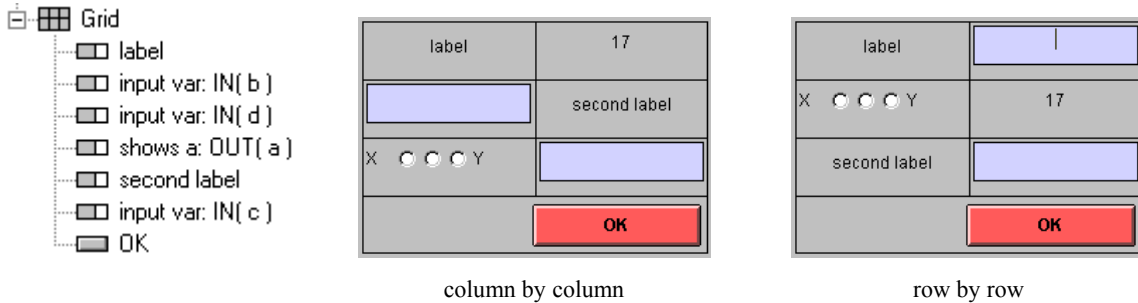 Grid
label
input var: IN( b )
input var: IN( d )
shows a: OUT( a )
second label
input var: IN( c )
OK
label 17
second label
X Y
OK
column by column
label
X Y 17
second label
OK
row by row